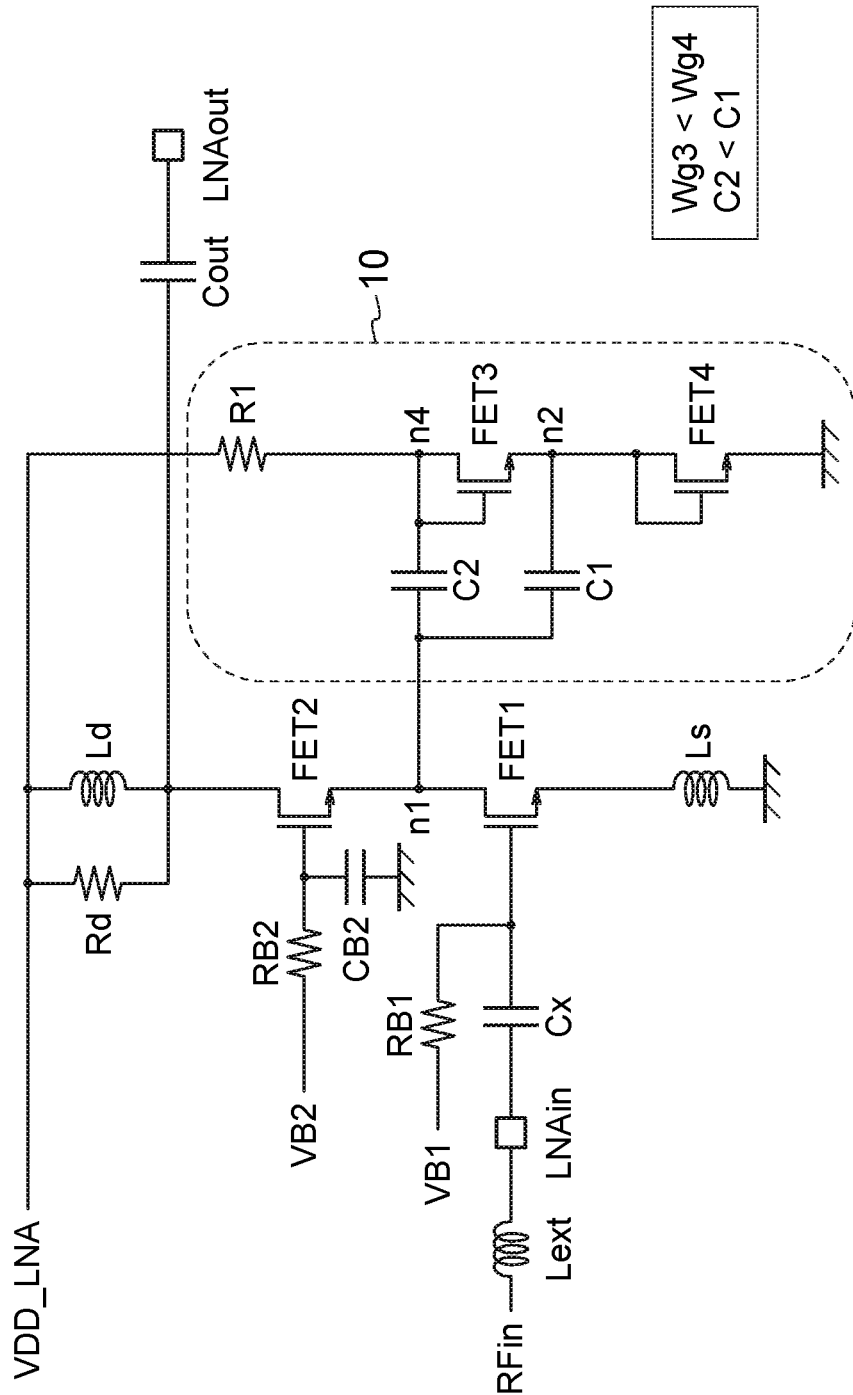 VDD_LNA
Rd
Ld
Cout
LNAout
RB2
VB2
CB2
FET2
R1
10
n4
C2
FET3
n1
n2
C1
RB1
VB1
FET1
FET4
RFin
Lext
LNAin
Cx
Ls
Wg3 < Wg4
C2 < C1